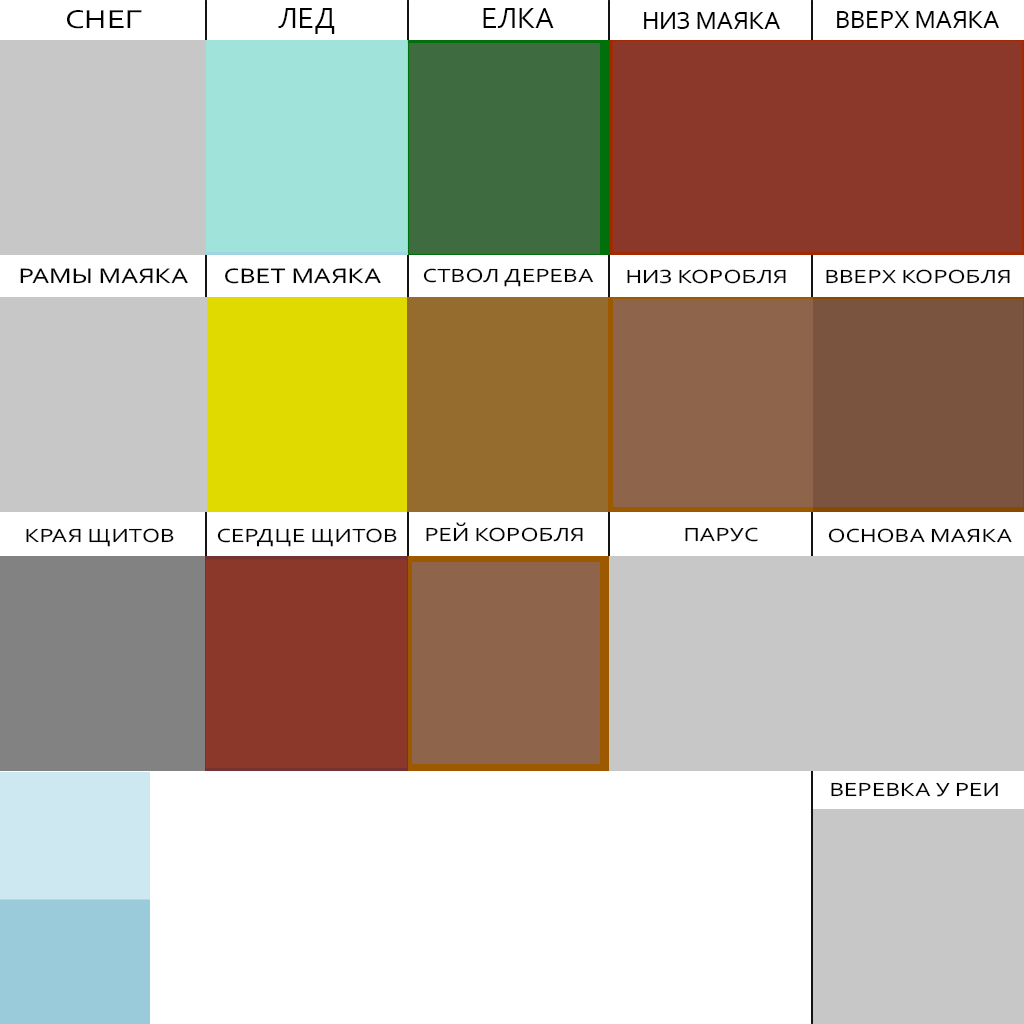 СНЕГ
ЛЕД
ЕЛКА
НИЗ МАЯКА
ВВЕРХ МАЯКА
РАМЫ МАЯКА
СВЕТ МАЯКА
СТВОЛ ДЕРЕВА
НИЗ КОРОБЛЯ
ВВЕРХ КОРОБЛЯ
КРАЯ ЩИТОВ
СЕРДЦЕ ЩИТОВ
РЕЙ КОРОБЛЯ
ПАРУС
ОСНОВА МАЯКА
ВЕРЕВКА У РЕИ